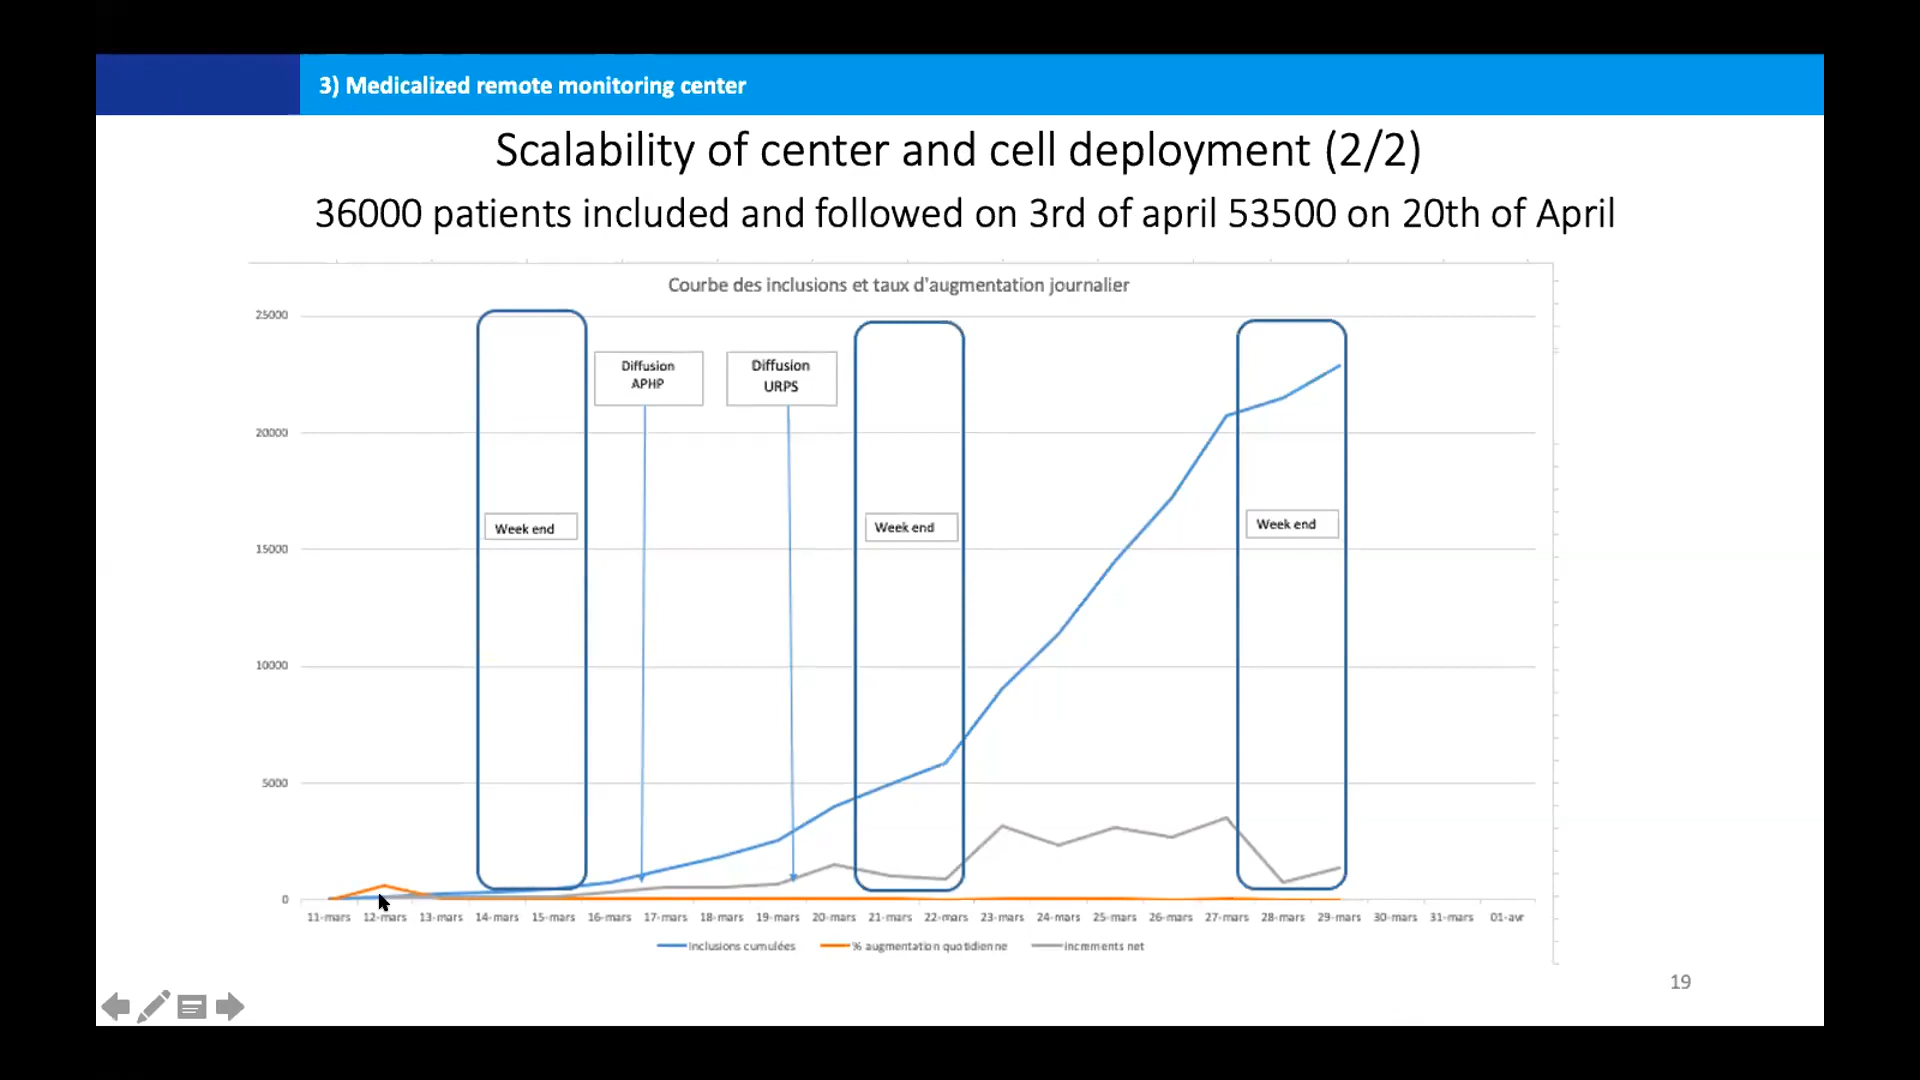 3) Medicalized remote monitoring center
Scalability of center and cell deployment (2/2)
36000 patients included and followed on 3rd of april 53500 on 20th of April
Courbe des inclusions et taux d'augmentation journalier
25000
20000
15000
10000
5000
0
Diffusion
APHP
Diffusion
URPS
Week end
Week end
Week end
11-mars 12-mars 13-mars 14-mars 15-mars 16-mars 17-mars 18-mars 19-mars 20-mars 21-mars 22-mars 23-mars 24-mars 25-mars 26-mars 27-mars 28-mars 29-mars 30-mars 31-mars 01-avr
Inclusions cumulées % augmentation quotidienne incrments net
19